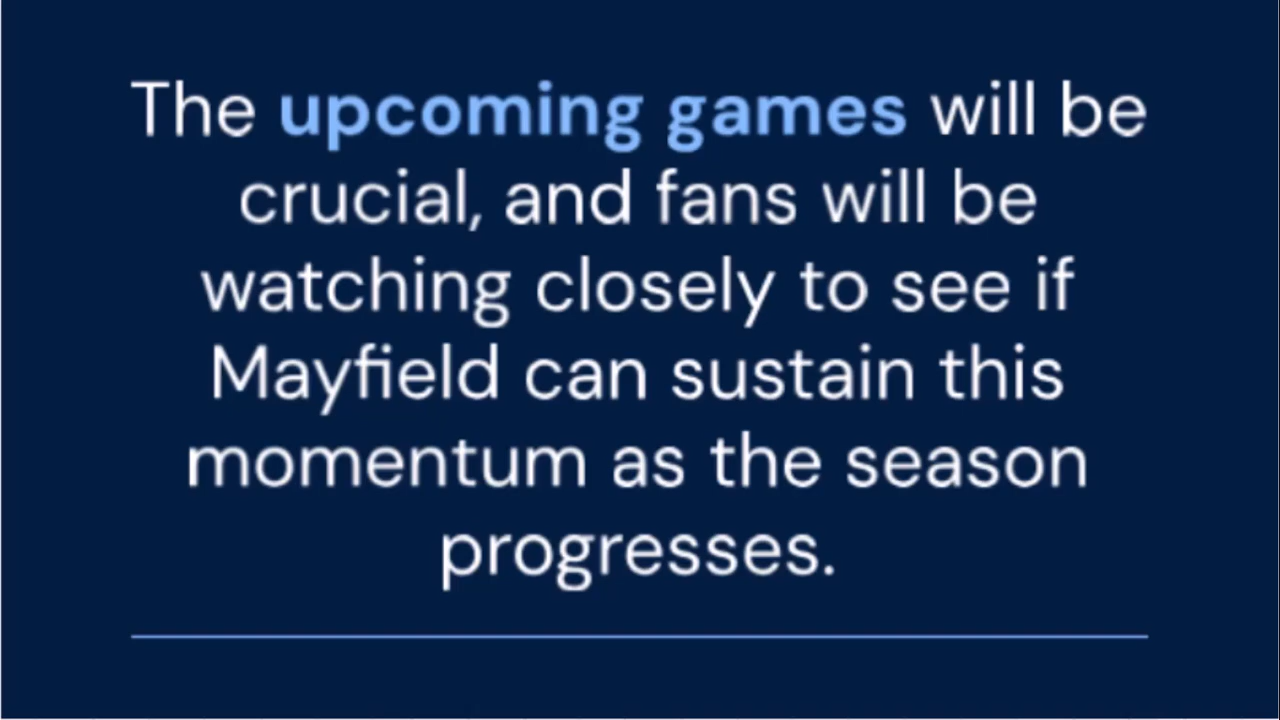 The upcoming games will be
crucial, and fans will be
watching closely to see if
Mayfield can sustain this
momentum as the season
progresses.